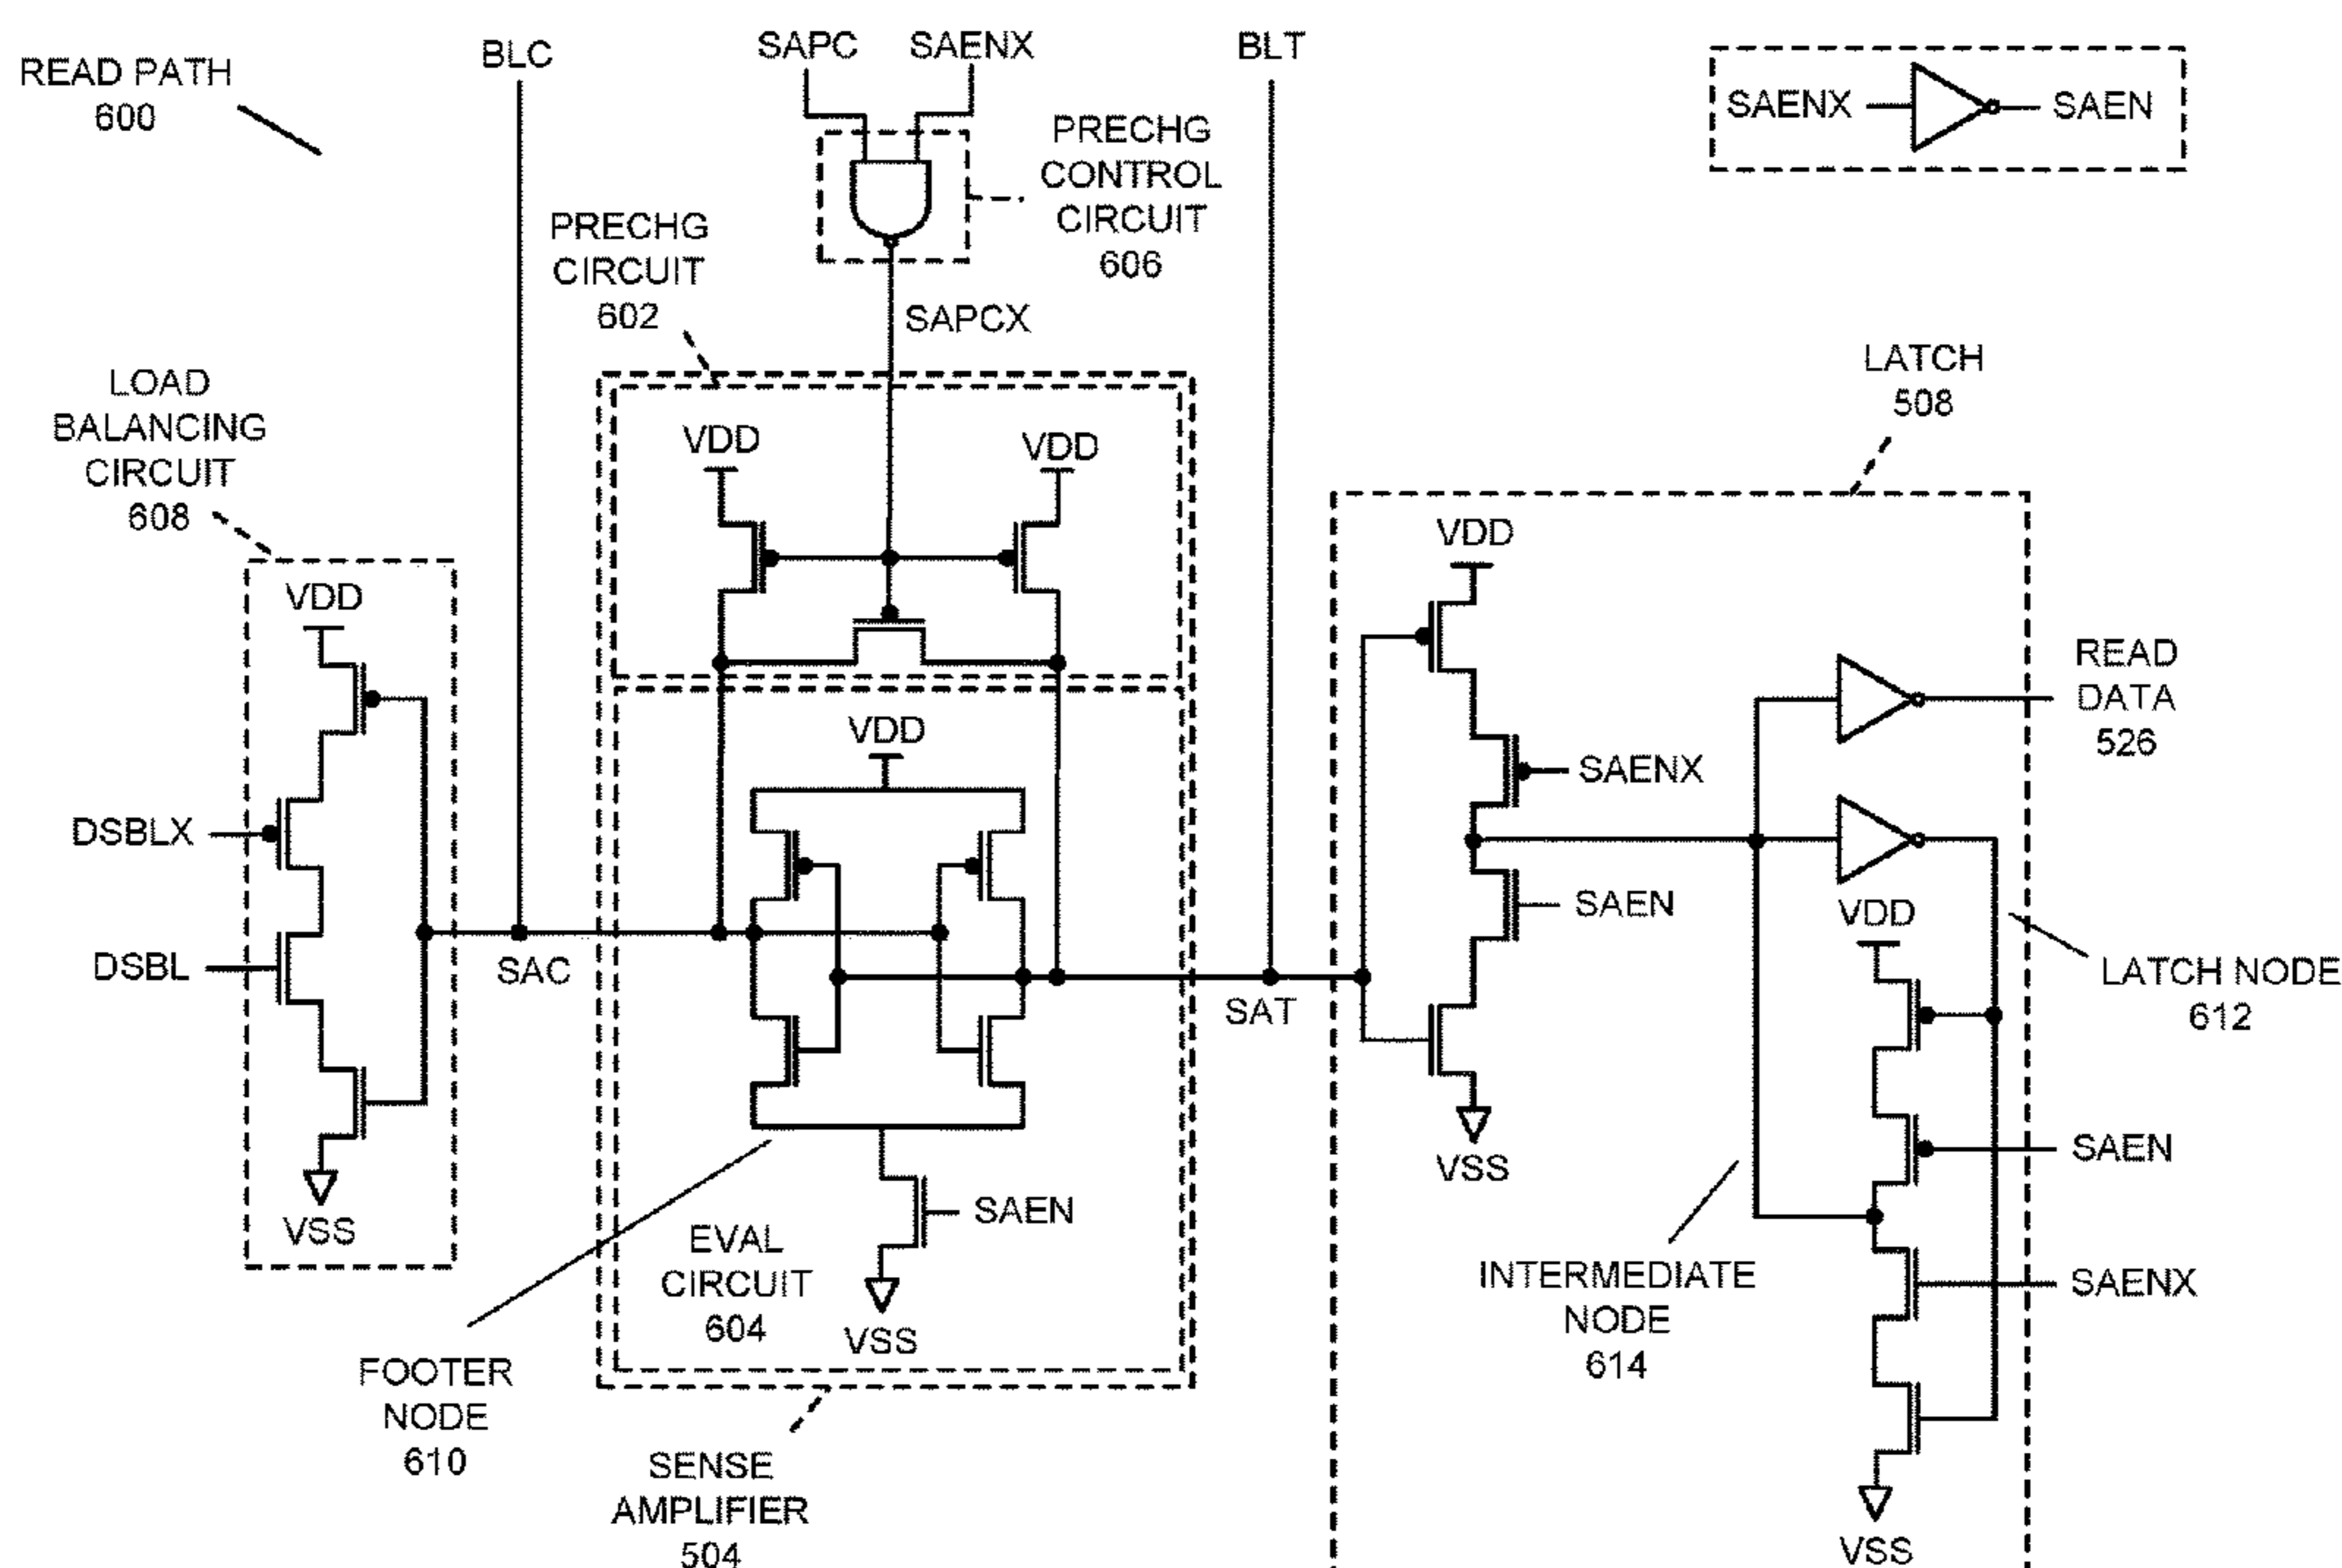 READ PATH
600
BLC
SAPC
SAENX
BLT
SAENX
SAEN
PRECHG
CONTROL
CIRCUIT
606
PRECHG
CIRCUIT
602
SAPCX
LOAD
BALANCING
CIRCUIT
608
LATCH
508
VDD
VDD
VDD
VDD
VDD
READ
DATA
526
SAENX
DSBLX
SAEN
VDD
DSBL
SAC
SAT
LATCH NODE
612
SAEN
VSS
VSS
SAEN
EVAL
CIRCUIT
604
VSS
INTERMEDIATE
NODE
614
SAENX
FOOTER
NODE
610
SENSE
AMPLIFIER
504
VSS